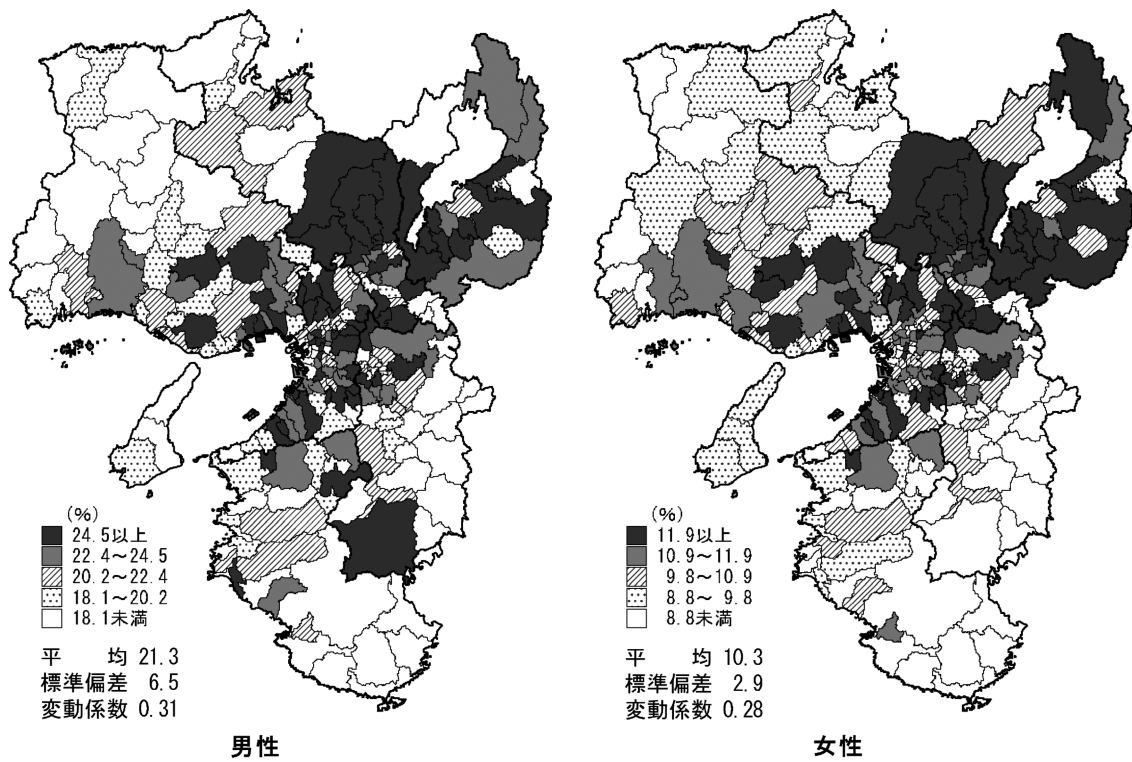 (%)
24.5以上
22.4～24.5
20.2～22.4
18.1～20.2
18.1未満
平　均 21.3
標準偏差 6.5
変動係数 0.31
男性
(%)
11.9以上
10.9～11.9
9.8～10.9
8.8～ 9.8
8.8未満
平　均 10.3
標準偏差 2.9
変動係数 0.28
女性